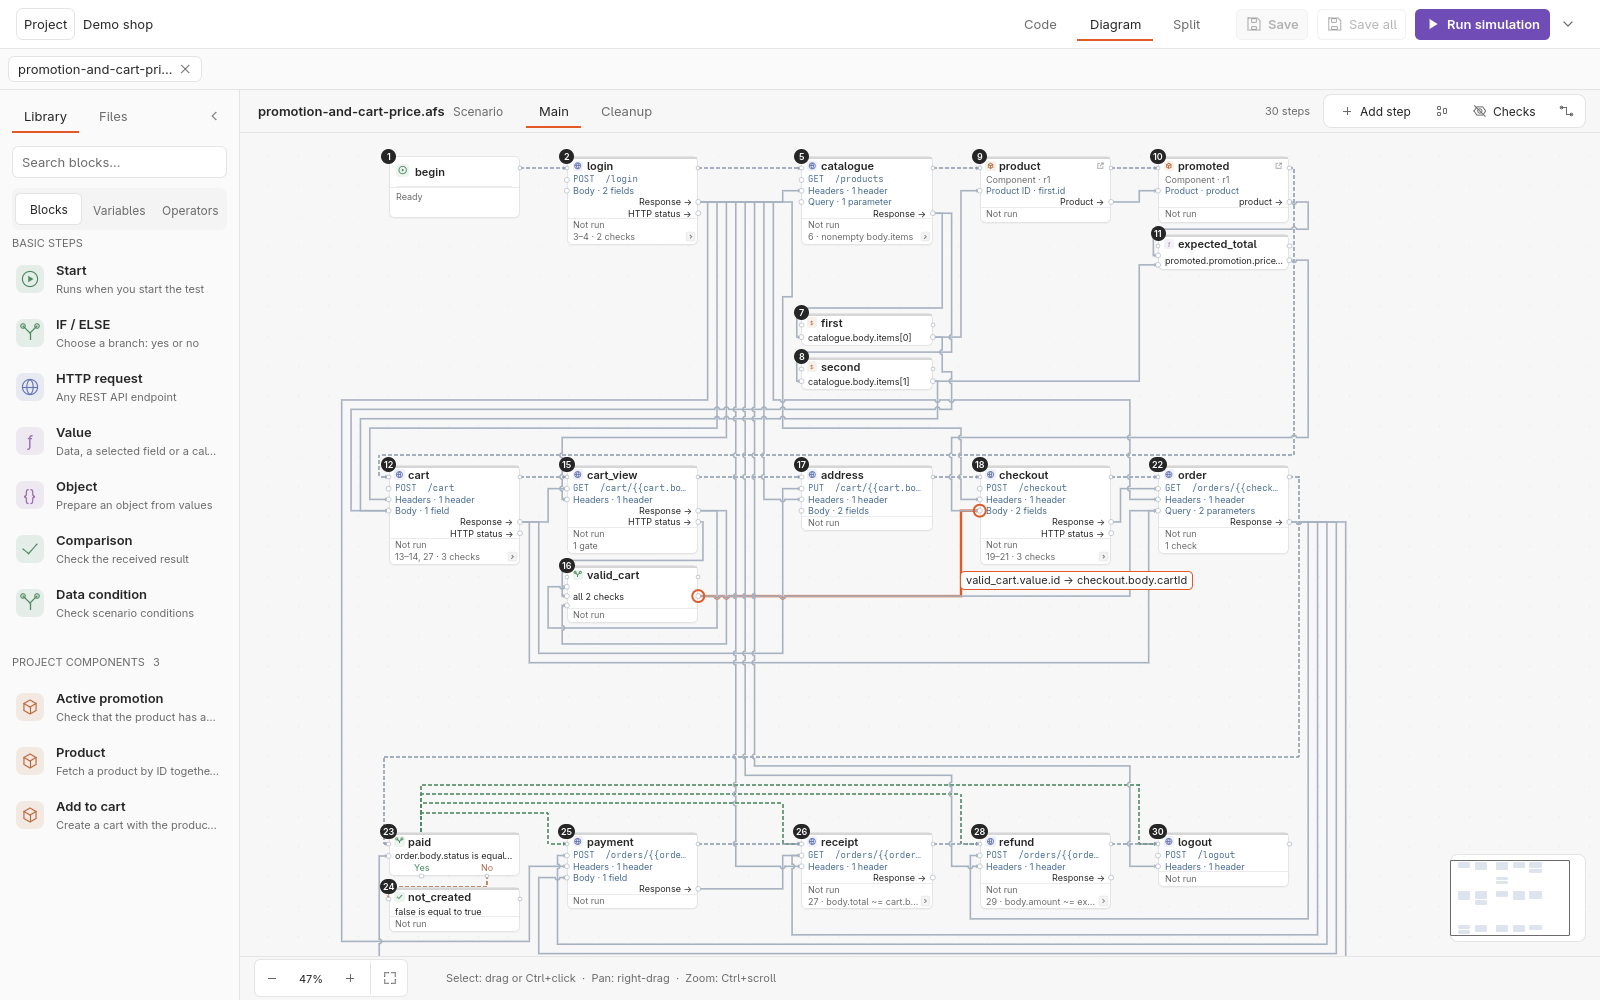 Project
Demo shop
Code
Diagram
Split
Save
Save all
Run simulation
promotion-and-cart-pri...
Library
Files
promotion-and-cart-price.afs
Scenario
Main
Cleanup
30 steps
Add step
Checks
Search blocks...
Blocks
Variables
Operators
BASIC STEPS
Start
Runs when you start the test
IF / ELSE
Choose a branch: yes or no
HTTP request
Any REST API endpoint
Value
Data, a selected field or a cal...
Object
Prepare an object from values
Comparison
Check the received result
Data condition
Check scenario conditions
PROJECT COMPONENTS 3
Active promotion
Check that the product has a...
Product
Fetch a product by ID togethe...
Add to cart
Create a cart with the produc...
1
begin
Ready
2
login
POST /login
Body · 2 fields
Response →
HTTP status →
Not run
3–4 · 2 checks
5
catalogue
GET /products
Headers · 1 header
Query · 1 parameter
Response →
Not run
6 · nonempty body.items
9
product
Component · r1
Product ID · first.id
Product →
Not run
10
promoted
Component · r1
Product · product
product →
Not run
11
expected_total
promoted.promotion.price...
7
first
catalogue.body.items[0]
8
second
catalogue.body.items[1]
12
cart
POST /cart
Headers · 1 header
Body · 1 field
Response →
HTTP status →
Not run
13–14, 27 · 3 checks
15
cart_view
GET /cart/{{cart.bo...
Headers · 1 header
Response →
HTTP status →
Not run
1 gate
16
valid_cart
all 2 checks
Not run
17
address
PUT /cart/{{cart.bo...
Headers · 1 header
Body · 2 fields
Not run
18
checkout
POST /checkout
Headers · 1 header
Body · 2 fields
Response →
HTTP status →
Not run
19–21 · 3 checks
valid_cart.value.id → checkout.body.cartId
22
order
GET /orders/{{check...
Headers · 1 header
Query · 2 parameters
Response →
Not run
1 check
23
paid
order.body.status is equal...
Yes
No
24
not_created
false is equal to true
Not run
25
payment
POST /orders/{{orde...
Headers · 1 header
Body · 1 field
Response →
Not run
26
receipt
GET /orders/{{order...
Headers · 1 header
Response →
Not run
27 · body.total ~= cart.b...
28
refund
POST /orders/{{orde...
Headers · 1 header
Response →
Not run
29 · body.amount ~= ex...
30
logout
POST /logout
Headers · 1 header
Not run
47%
Select: drag or Ctrl+click · Pan: right-drag · Zoom: Ctrl+scroll